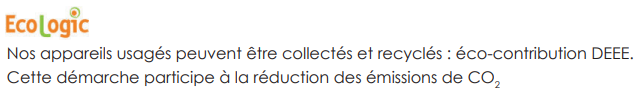 EcoLogic
Nos appareils usagés peuvent être collectés et recyclés : éco-contribution DEEE.
Cette démarche participe à la réduction des émissions de CO₂